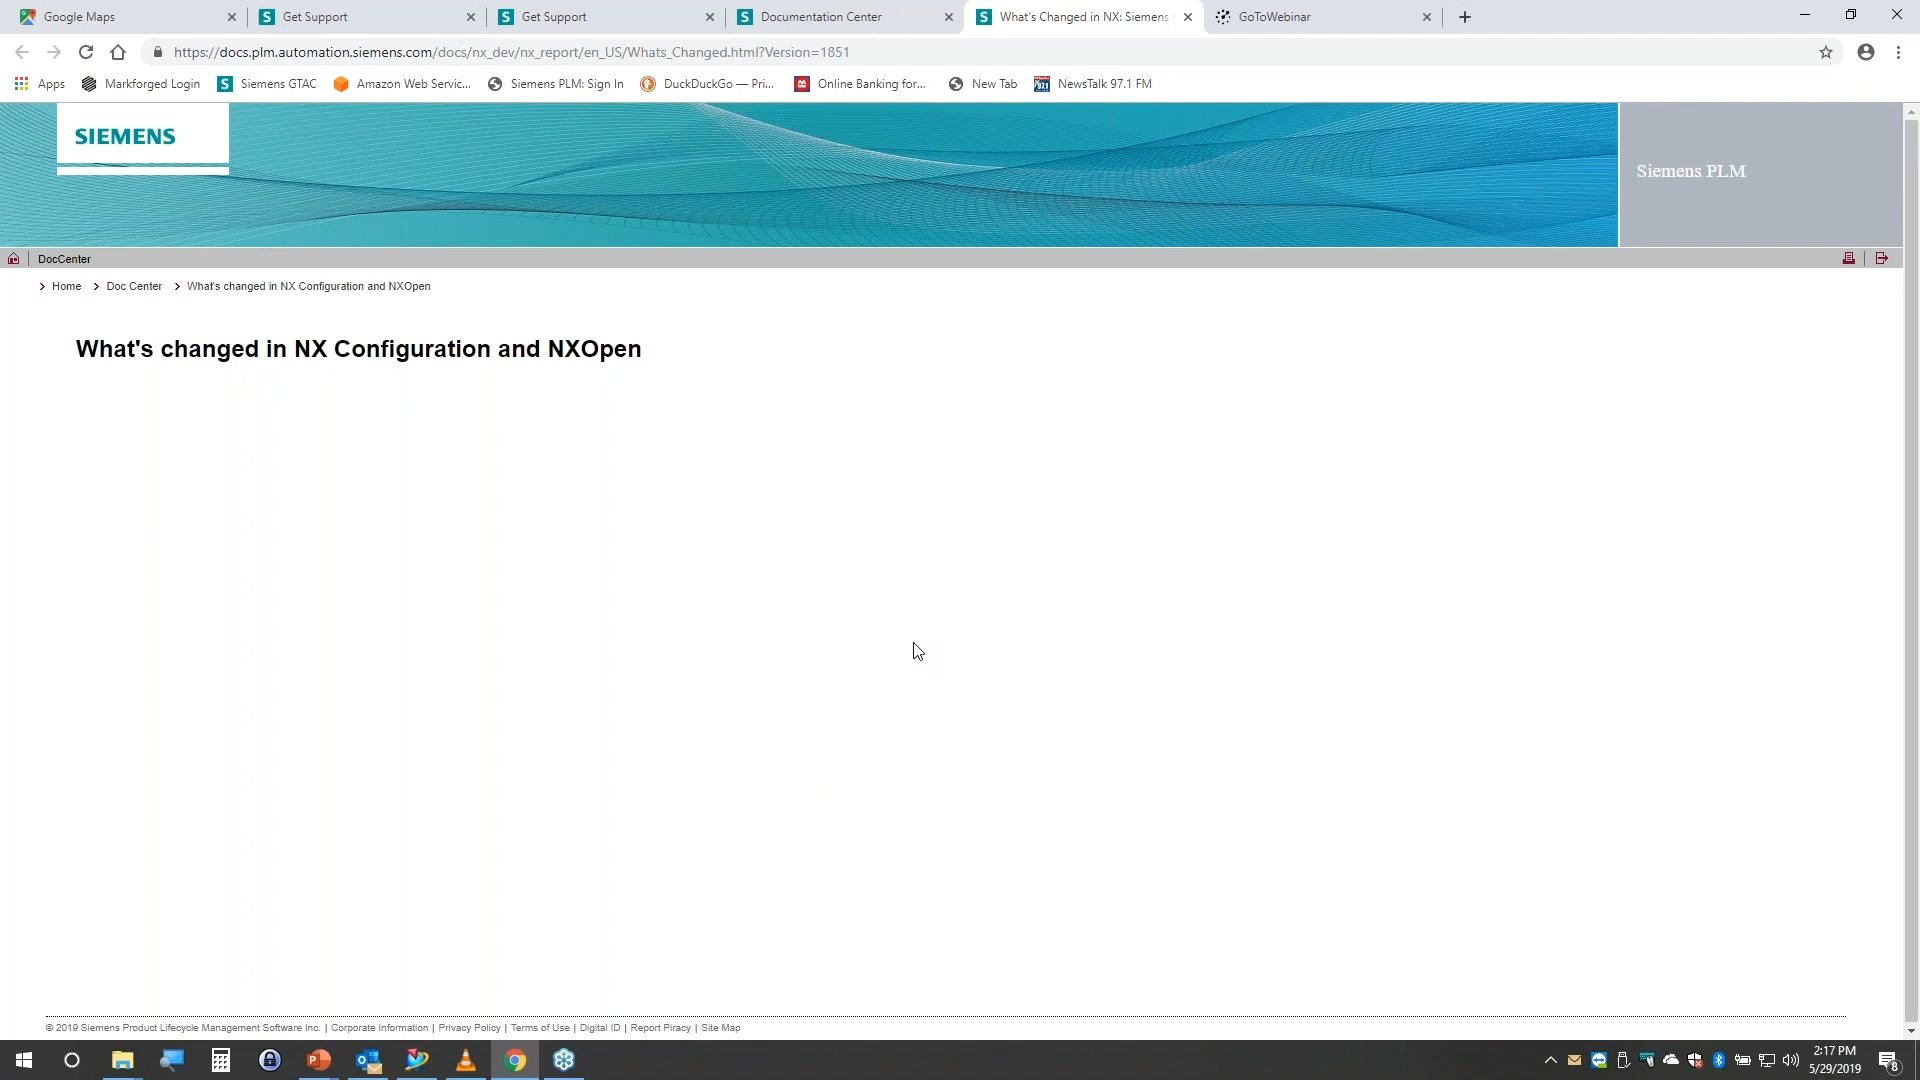 Google Maps
Get Support
Get Support
Documentation Center
What's Changed in NX: Siemens
GoToWebinar
https://docs.plm.automation.siemens.com/docs/nx_dev/nx_report/en_US/Whats_Changed.html?Version=1851
Apps
Markforged Login
Siemens GTAC
Amazon Web Servic...
Siemens PLM: Sign In
DuckDuckGo — Pri...
Online Banking for...
New Tab
NewsTalk 97.1 FM
SIEMENS
Siemens PLM
DocCenter
Home
Doc Center
What's changed in NX Configuration and NXOpen
What's changed in NX Configuration and NXOpen
© 2019 Siemens Product Lifecycle Management Software Inc. | Corporate Information | Privacy Policy | Terms of Use | Digital ID | Report Piracy | Site Map
2:17 PM
5/29/2019
8